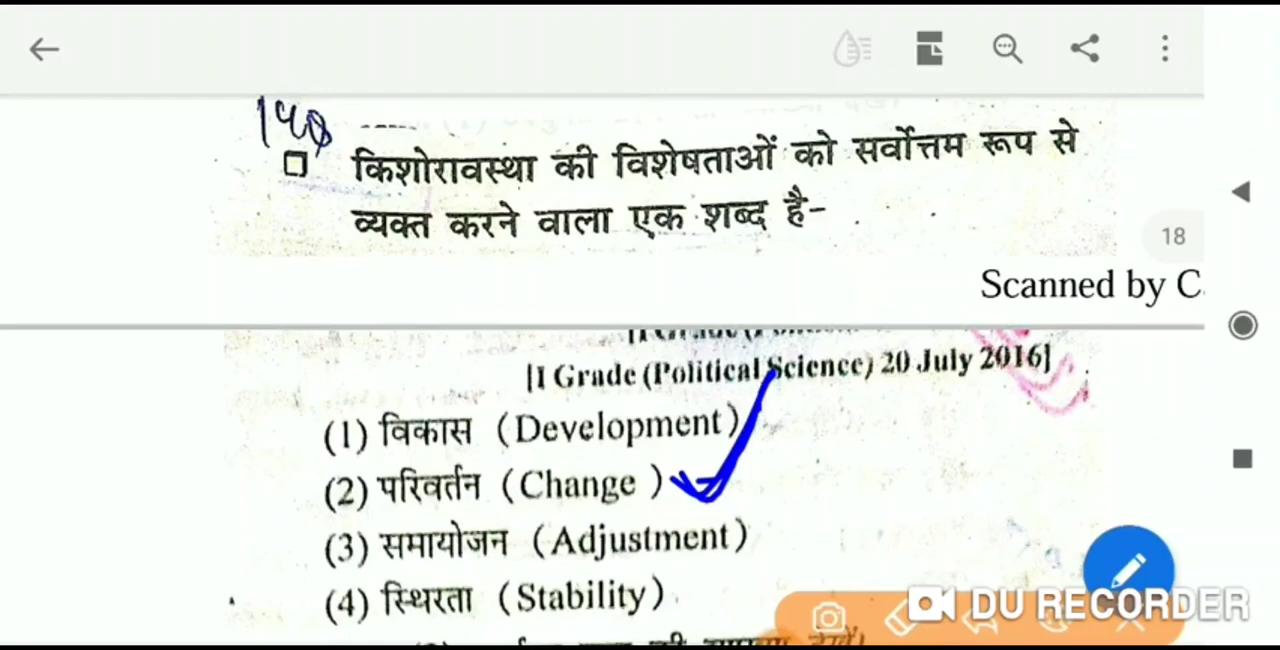 किशोरावस्था की विशेषताओं को सर्वोत्तम रूप से
व्यक्त करने वाला एक शब्द है-
18
Scanned by C
[I Grade (Political Science) 20 July 2016]
(1) विकास (Development)
(2) परिवर्तन (Change )
(3) समायोजन (Adjustment)
(4) स्थिरता (Stability)
DU RECORDER